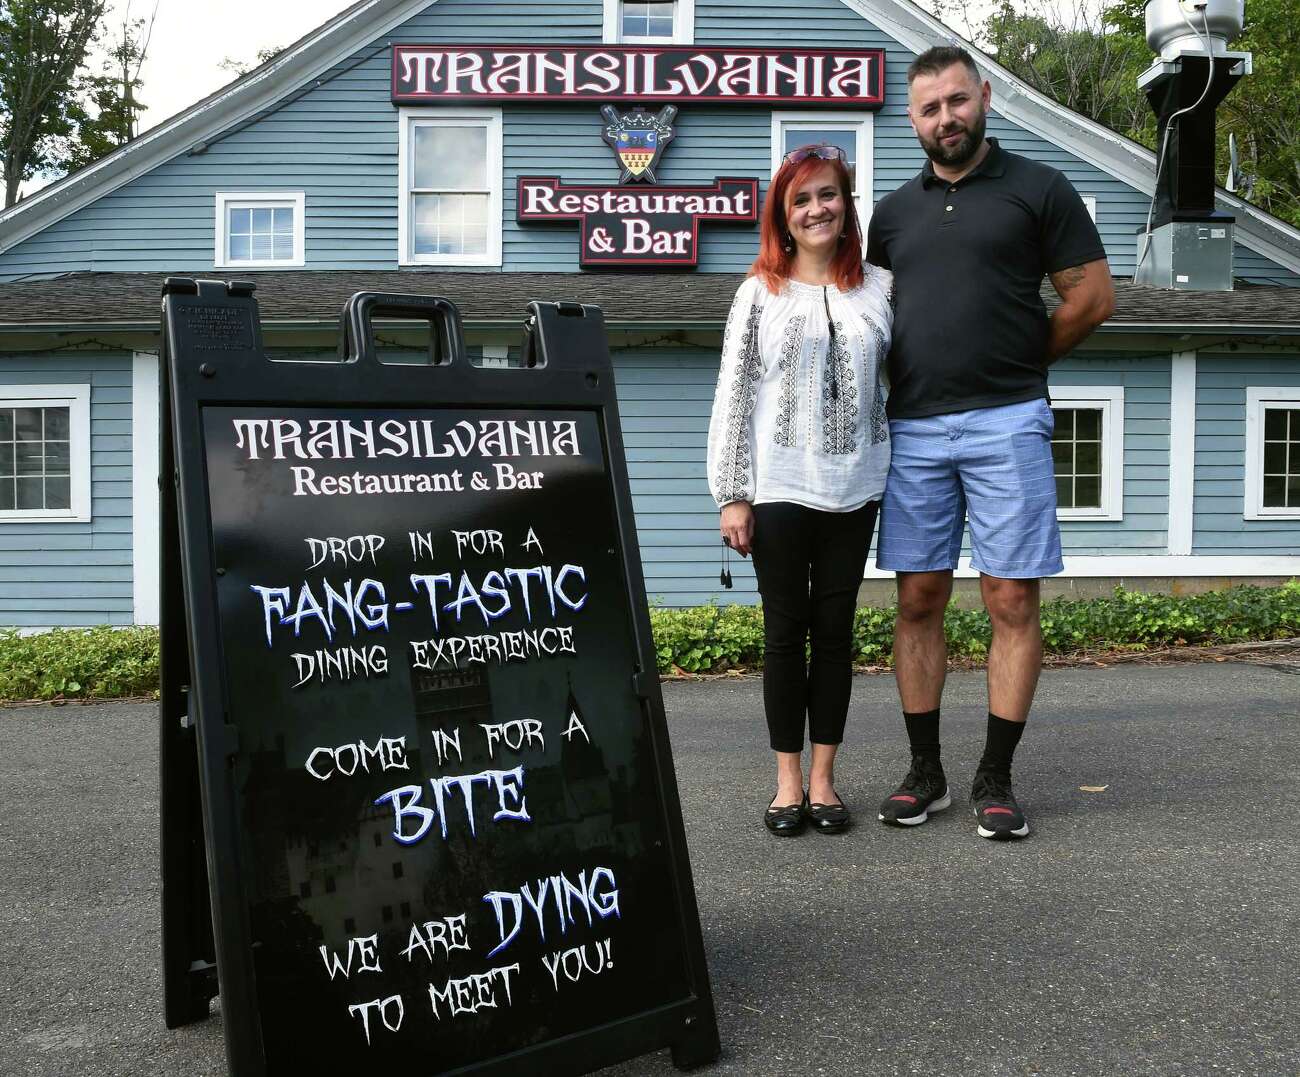 TRANSILVANIA
Restaurant
& Bar
TRANSILVANIA
Restaurant & Bar
DROP IN FOR A
FANG-TASTIC
DINING EXPERIENCE
COME IN FOR A
BITE
WE ARE DYING
TO MEET YOU!